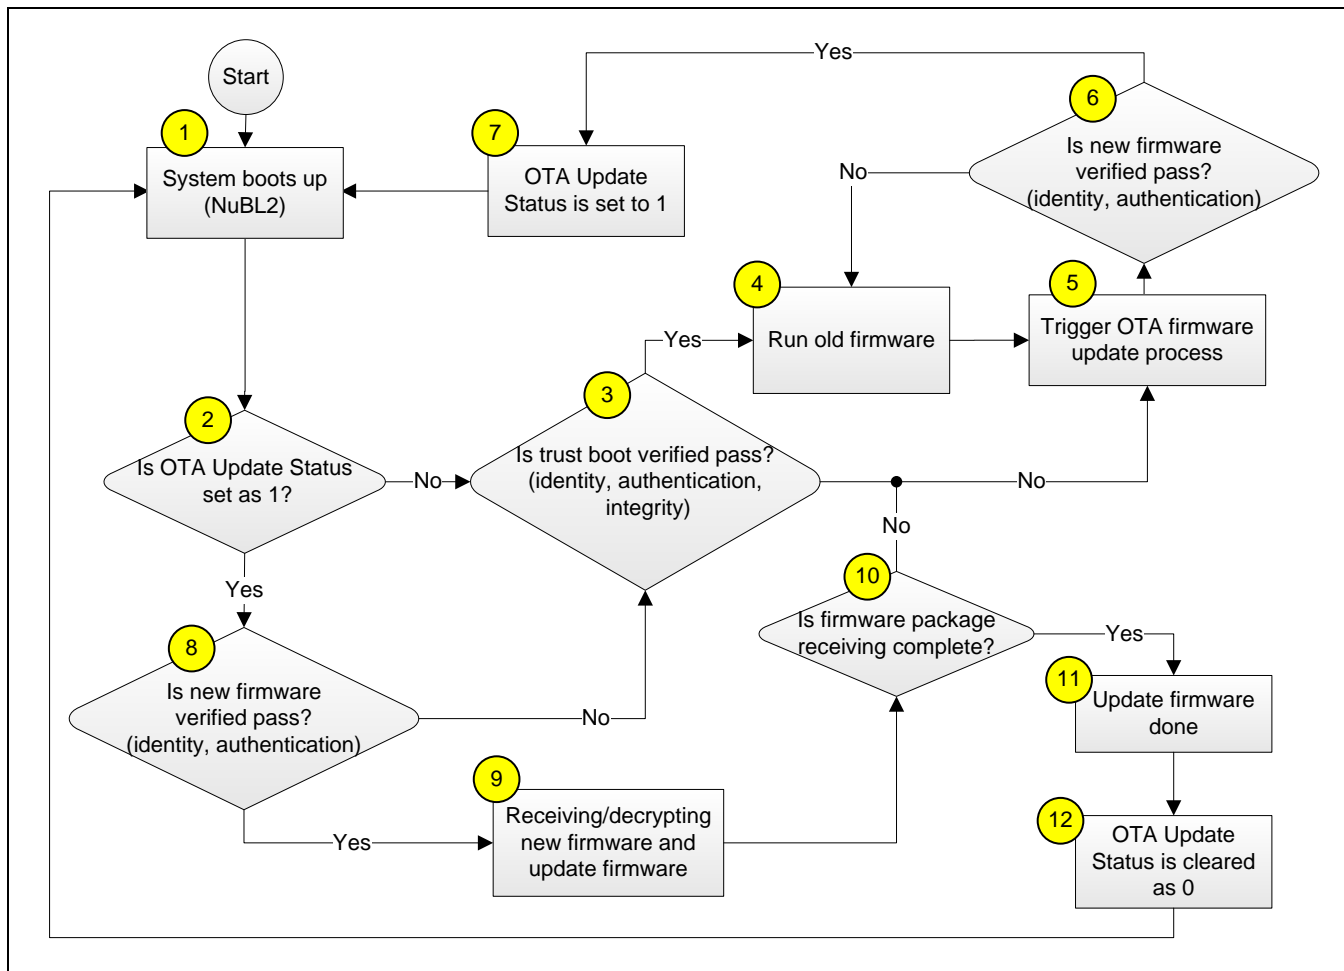 Start
1
System boots up
(NuBL2)
7
OTA Update
Status is set to 1
Yes
6
Is new firmware
verified pass?
(identity, authentication)
No
4
Run old firmware
5
Trigger OTA firmware
update process
Yes
2
Is OTA Update Status
set as 1?
No
3
Is trust boot verified pass?
(identity, authentication,
integrity)
No
No
Yes
8
Is new firmware
verified pass?
(identity, authentication)
No
10
Is firmware package
receiving complete?
Yes
11
Update firmware
done
Yes
9
Receiving/decrypting
new firmware and
update firmware
12
OTA Update
Status is cleared
as 0